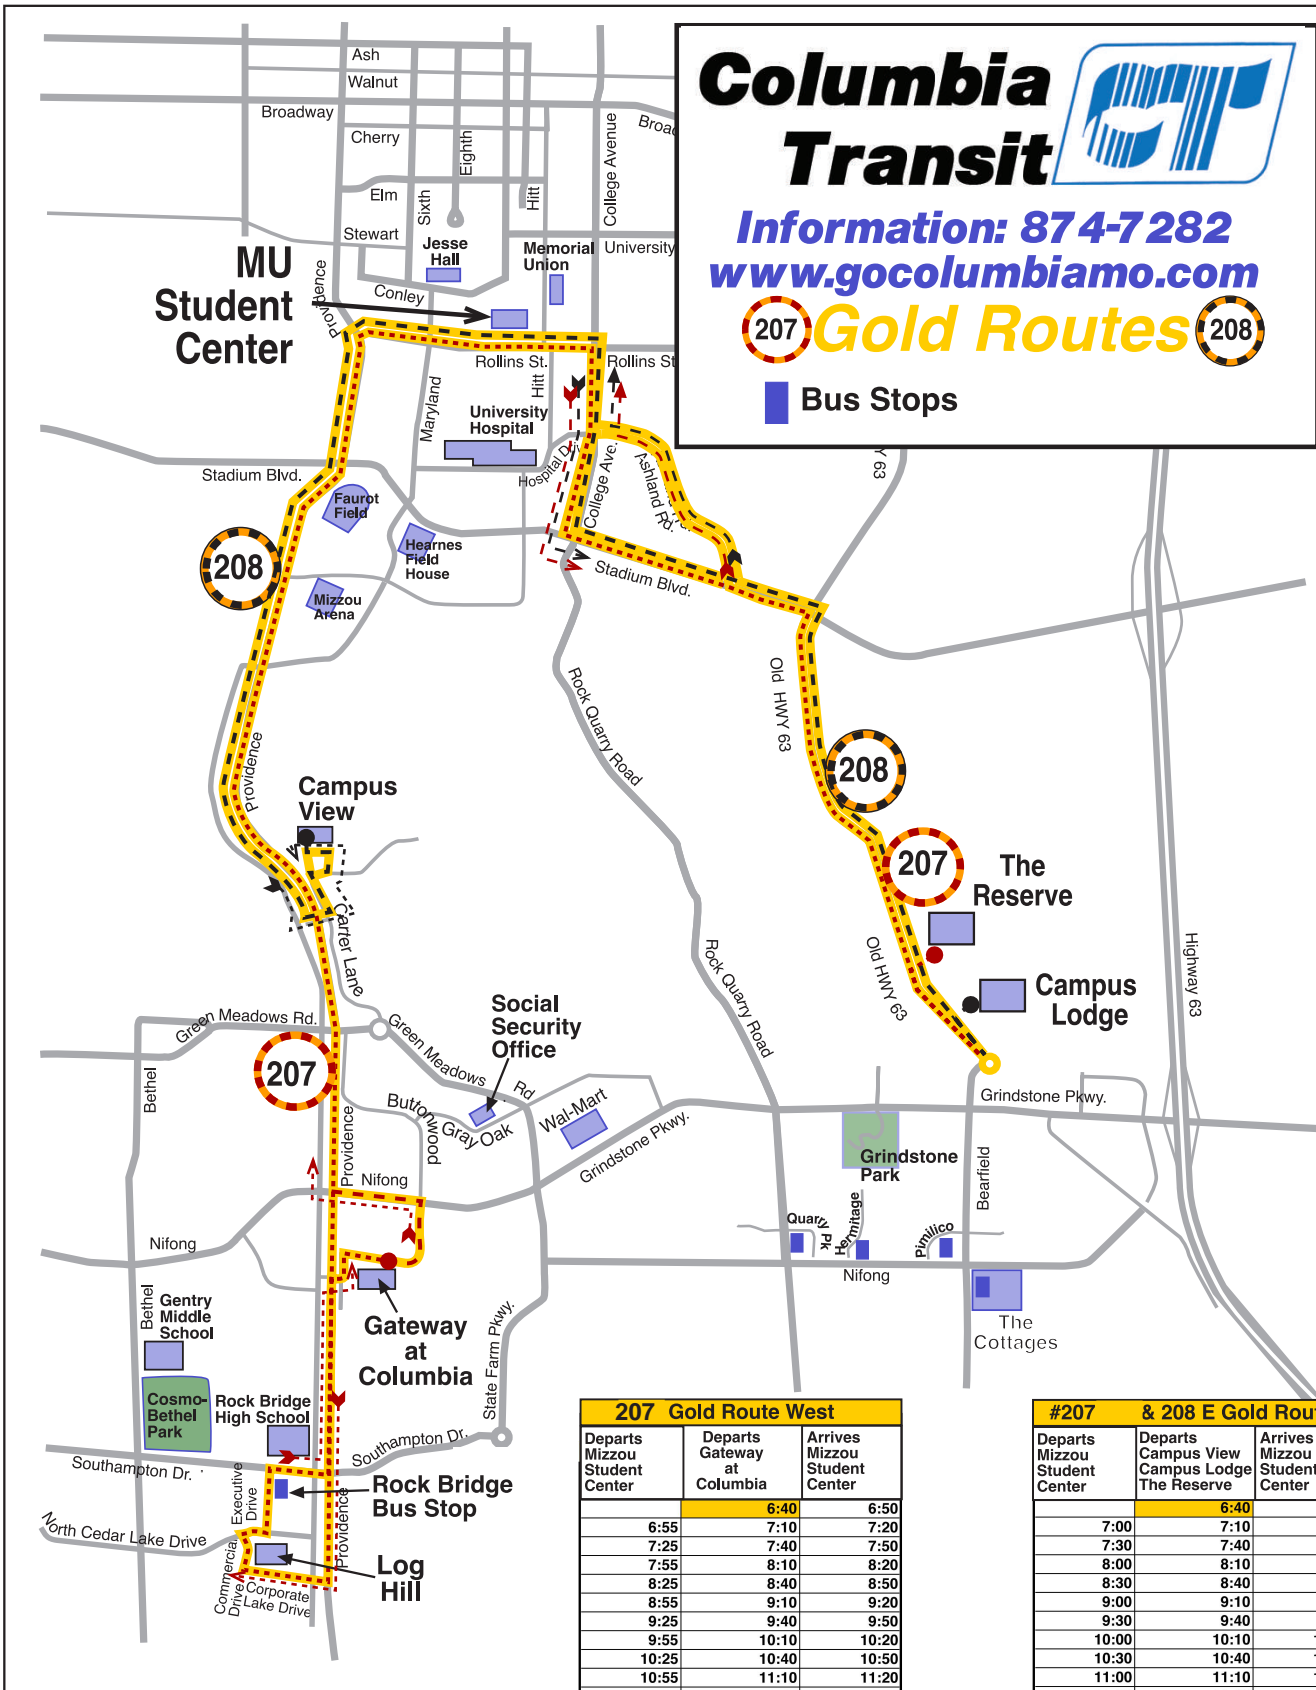 Columbia
Transit
Information: 874-7282
www.gocolumbiamo.com
207 Gold Routes 208
Bus Stops
Ash
Walnut
Broadway
Cherry
Elm
Stewart
Sixth
Eighth
Hitt
College Avenue
University
Jesse
Hall
Memorial
Union
MU
Student
Center
Providence
Conley
Rollins St.
Rollins St
Hitt
Maryland
University
Hospital
College Ave.
Ashland Rd.
Stadium Blvd.
Faurot
Field
Hearnes
Field
House
Mizzou
Arena
208
Stadium Blvd.
Old HWY 63
Rock Quarry Road
Providence
208
Campus
View
207
The
Reserve
Carter Lane
Old HWY 63
Campus
Lodge
Highway 63
Rock Quarry Road
Green Meadows Rd.
Social
Security
Office
Green Meadows Rd
207
Bethel
Buttonwood
Gray Oak
Wal-Mart
Providence
Grindstone Pkwy.
Grindstone Pkwy.
Grindstone
Park
Nifong
Bearfield
Quarry Pk
Hermitage
Pimilico
Nifong
Nifong
The
Cottages
Bethel
Gentry
Middle
School
Gateway
at
Columbia
State Farm Pkwy.
Cosmo-
Bethel
Park
Rock Bridge
High School
Southampton Dr.
Southampton Dr.
Executive
Drive
Rock Bridge
Bus Stop
North Cedar Lake Drive
Providence
Commercial
Drive
Corporate
Lake Drive
Log
Hill
207 Gold Route West
Departs Mizzou Student Center Departs Gateway at Columbia Arrives Mizzou Student Center
6:40 6:50
6:55 7:10 7:20
7:25 7:40 7:50
7:55 8:10 8:20
8:25 8:40 8:50
8:55 9:10 9:20
9:25 9:40 9:50
9:55 10:10 10:20
10:25 10:40 10:50
10:55 11:10 11:20
#207 & 208 E Gold Rout
Departs Mizzou Student Center Departs Campus View Campus Lodge The Reserve Arrives Mizzou Student Center
6:40
7:00 7:10
7:30 7:40
8:00 8:10
8:30 8:40
9:00 9:10
9:30 9:40
10:00 10:10
10:30 10:40
11:00 11:10